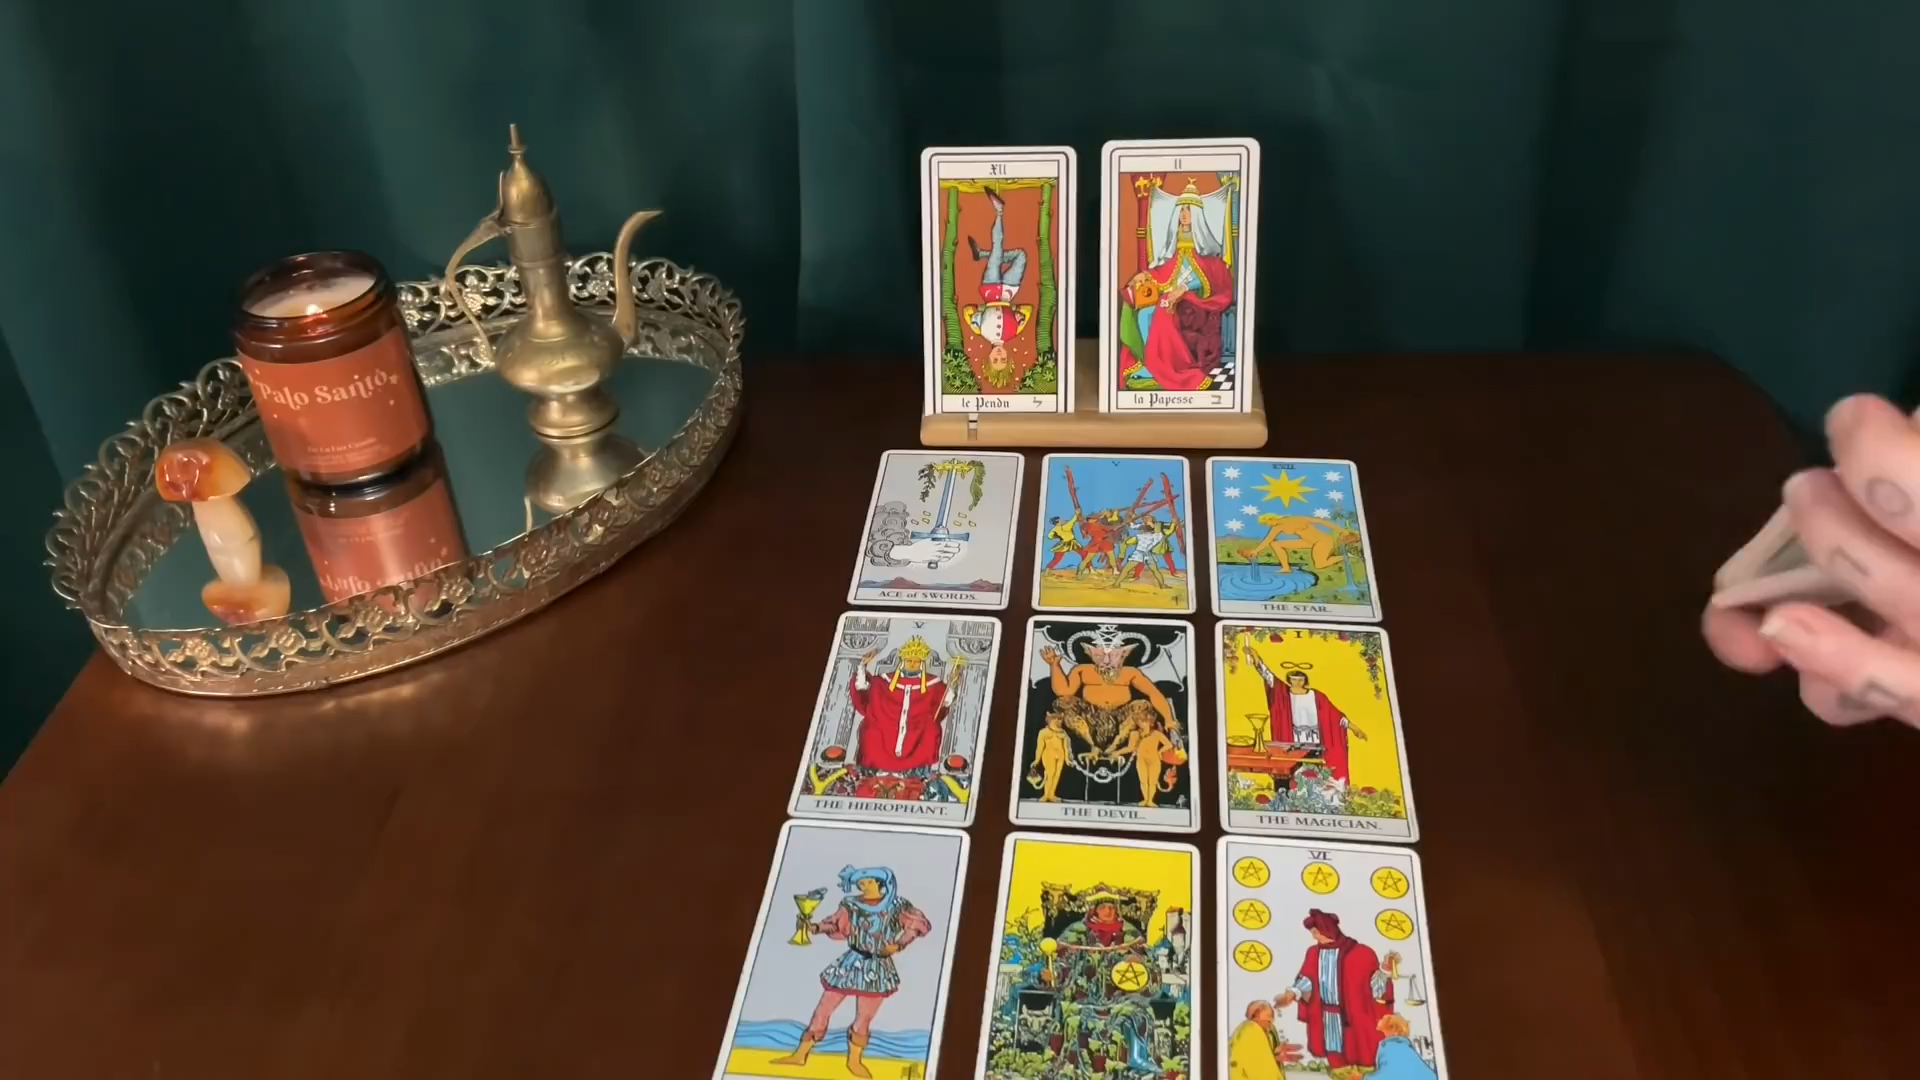 XII
le Pendu ל
II
la Papesse ב
Palo Santo
ACE of SWORDS.
V
XVII
THE STAR.
V
THE HIEROPHANT.
XV
THE DEVIL.
I
THE MAGICIAN.
VI